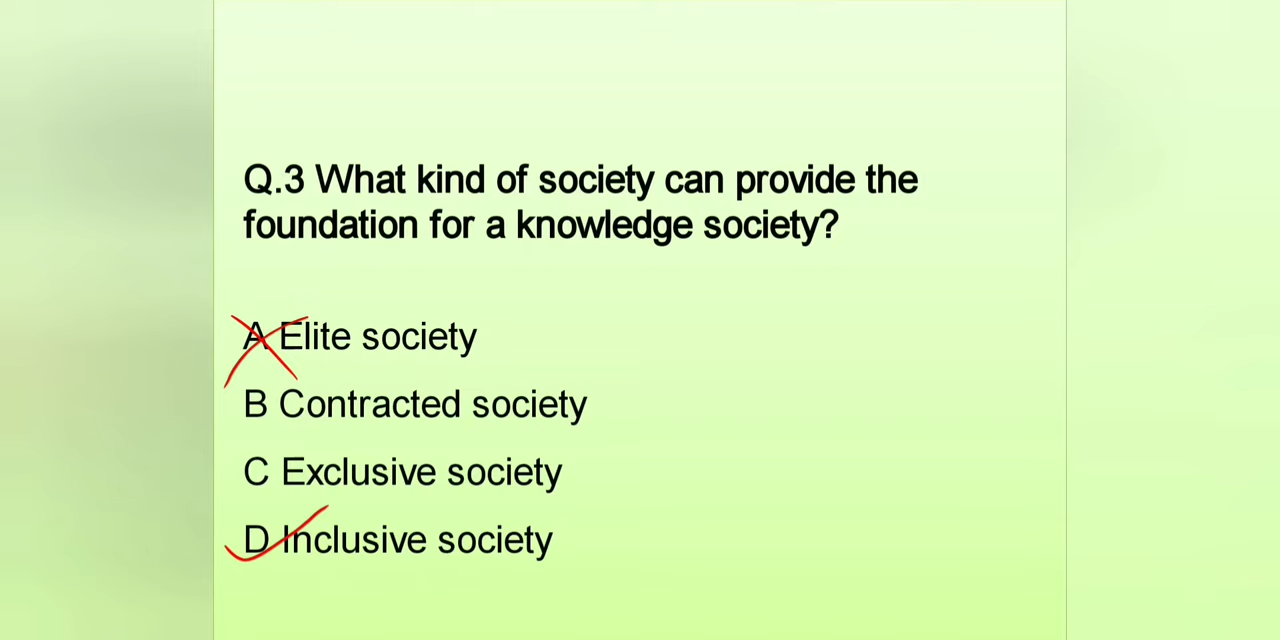 Q.3 What kind of society can provide the
foundation for a knowledge society?
A Elite society
B Contracted society
C Exclusive society
D Inclusive society